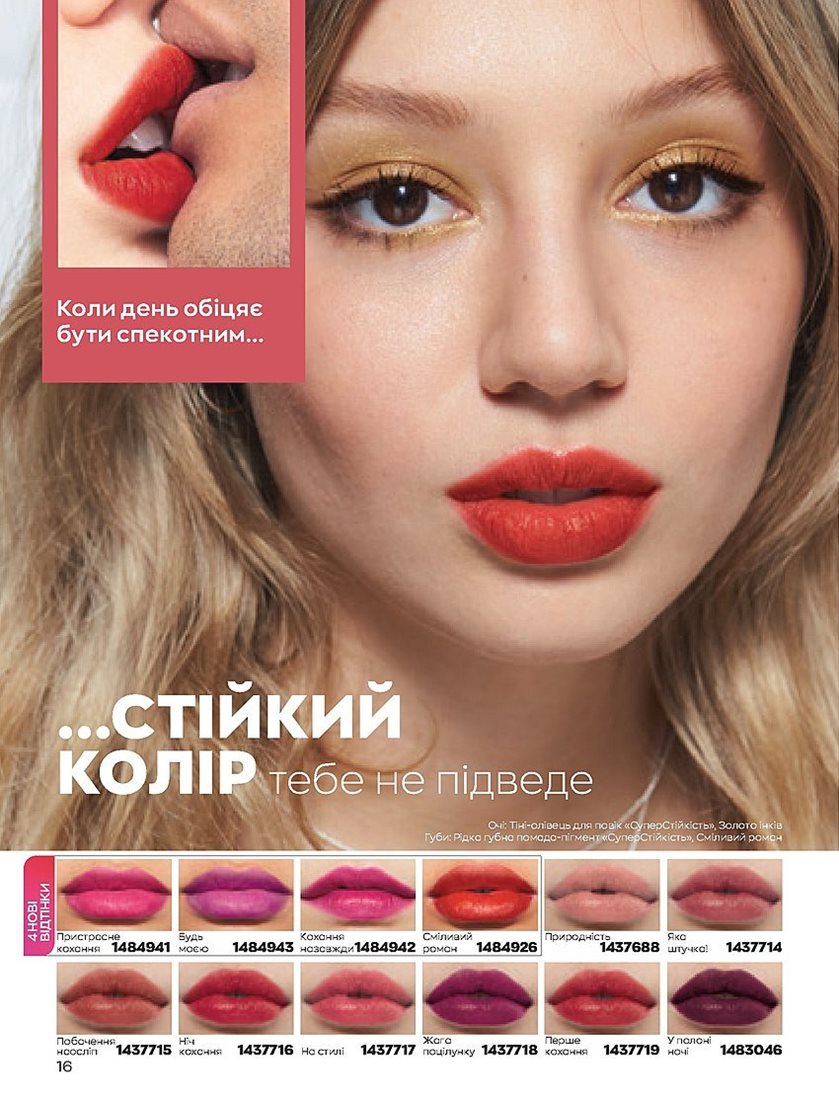 Коли день обіцяє
бути спекотним...
...СТІЙКИЙ
КОЛІР тебе не підведе
Очі: Тіні-олівець для повік «СуперСтійкість», Золото інків
Губи: Рідка губна помада-пігмент «СуперСтійкість», Сміливий роман
4 НОВІ
ВІДТІНКИ
Пристрасне
кохання 1484941
Будь
моєю 1484943
Кохання
назавжди 1484942
Сміливий
роман 1484926
Природність
1437688
Яка
штучка! 1437714
Побачення
наосліп 1437715
Ніч
кохання 1437716
На стилі 1437717
Жага
поцілунку 1437718
Перше
кохання 1437719
У полоні
ночі 1483046
16